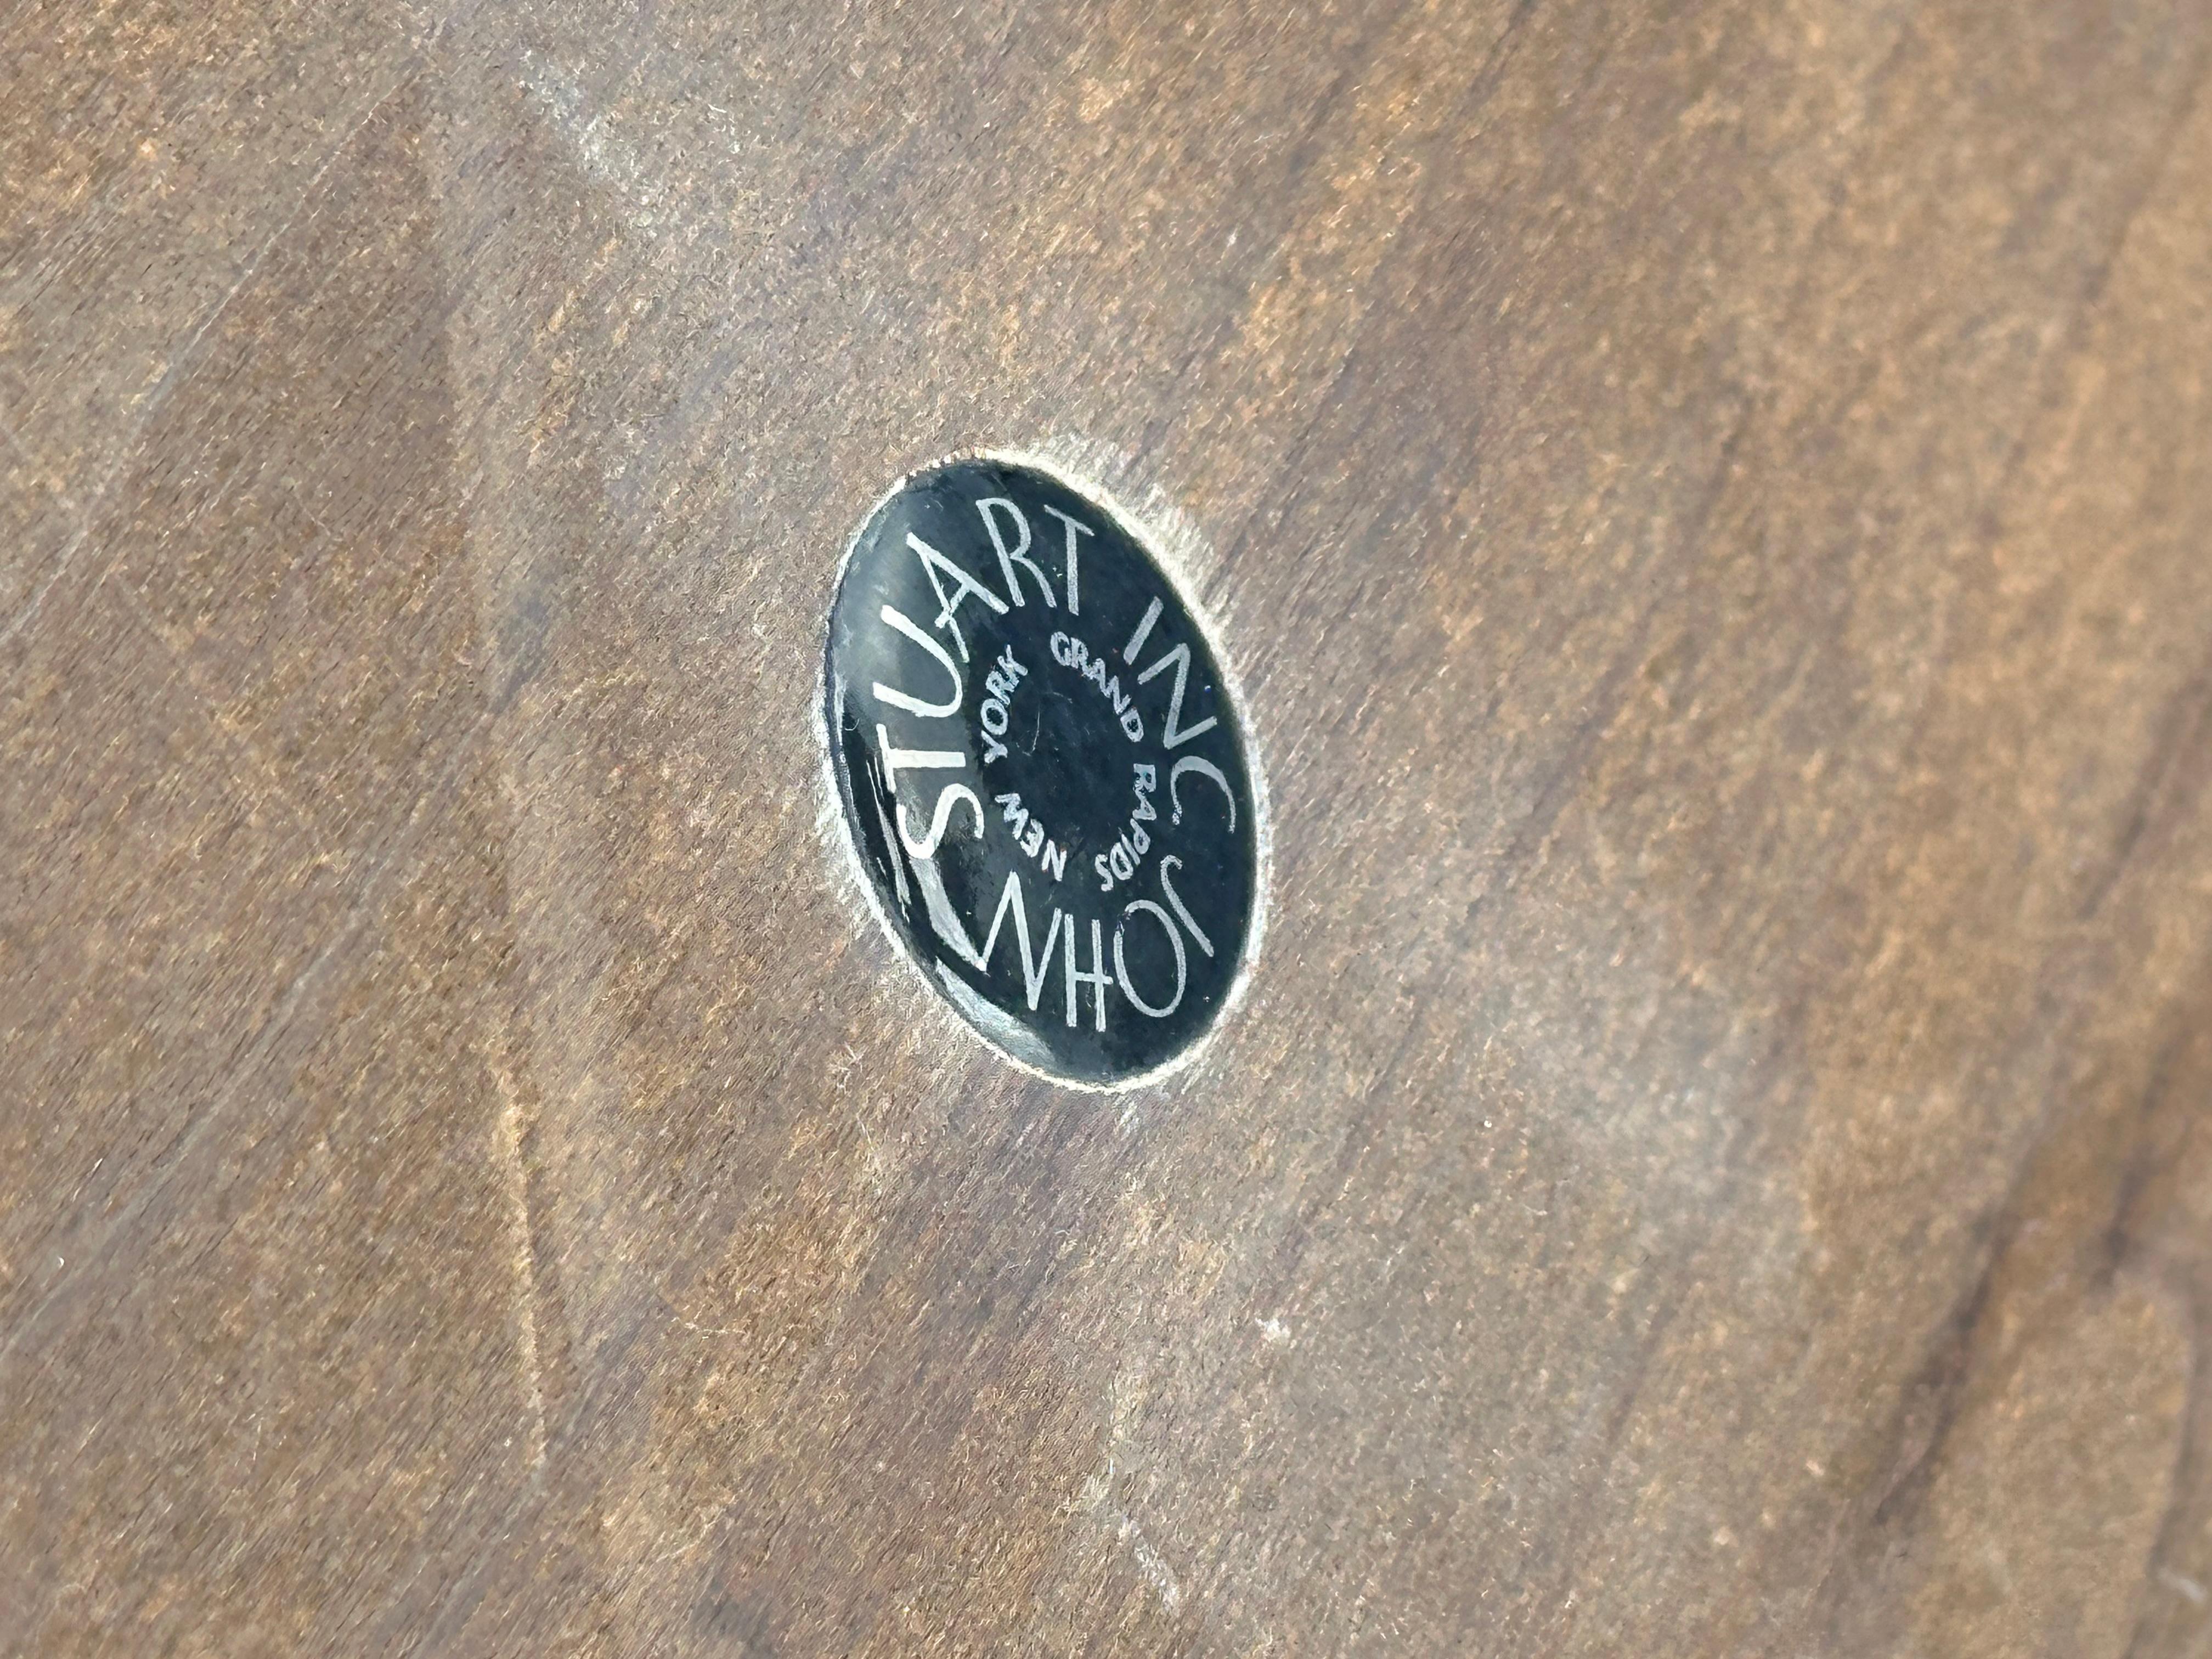 JOHN STUART INC
NEW YORK GRAND RAPIDS